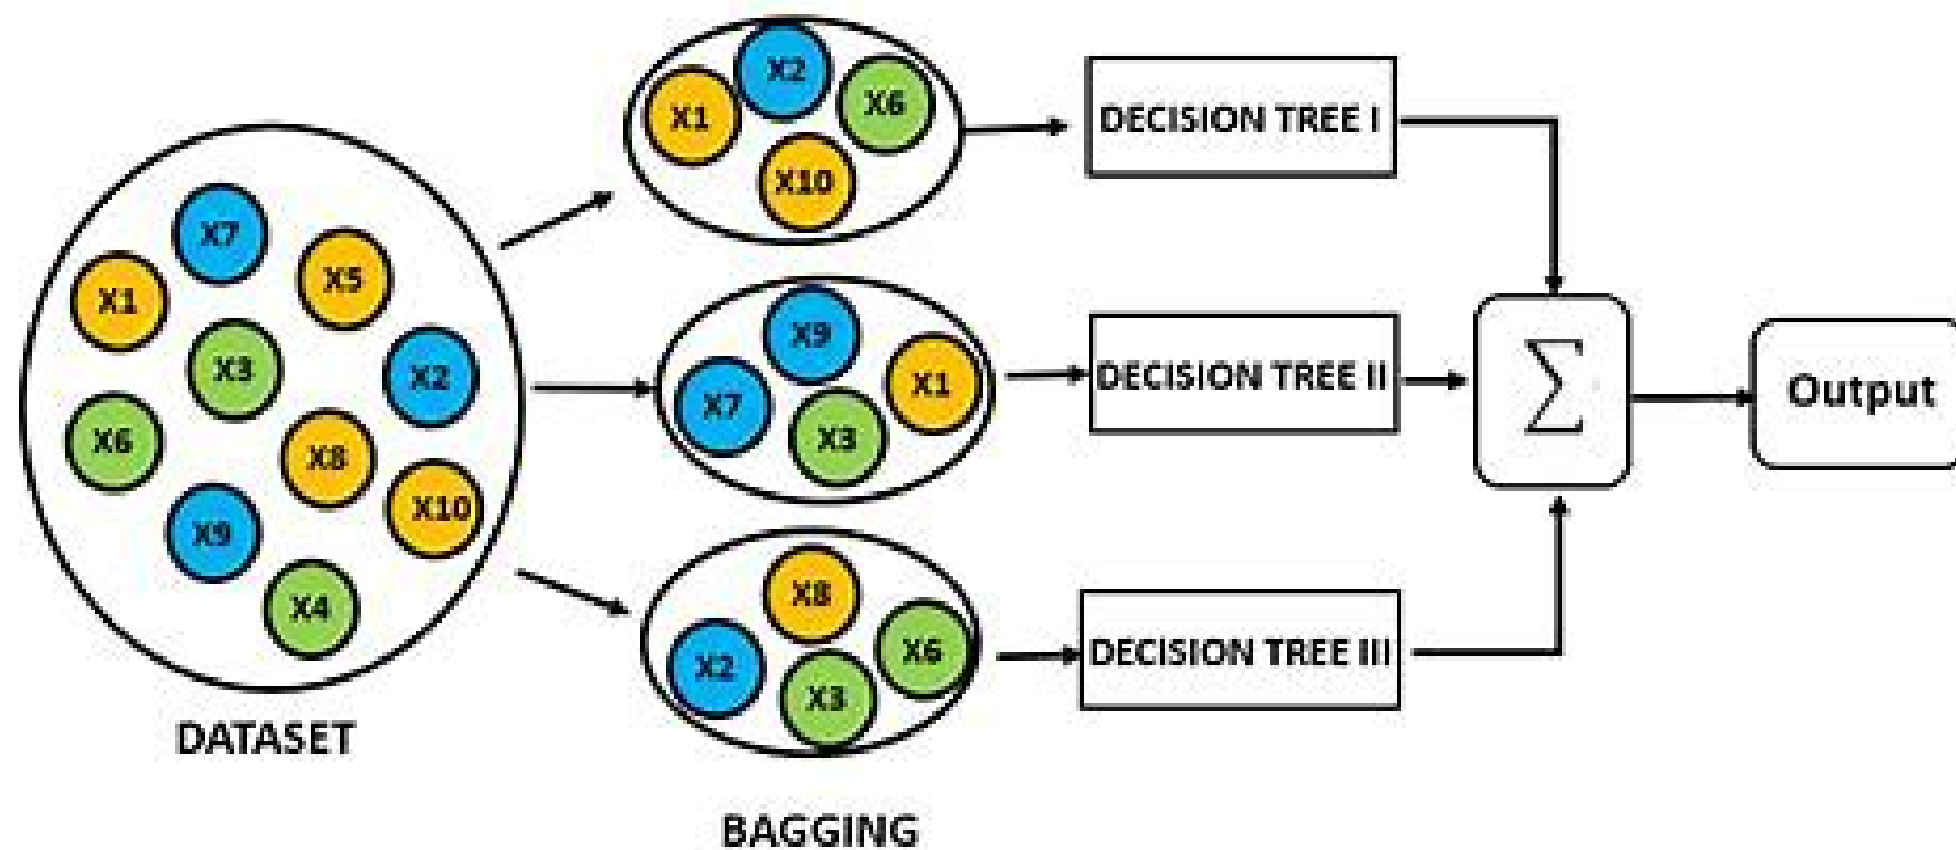 X7
X1
X5
X3
X2
X6
X8
X10
X9
X4
DATASET
X2
X1
X6
X10
X9
X7
X1
X3
X8
X2
X6
X3
BAGGING
DECISION TREE I
DECISION TREE II
DECISION TREE III
∑
Output